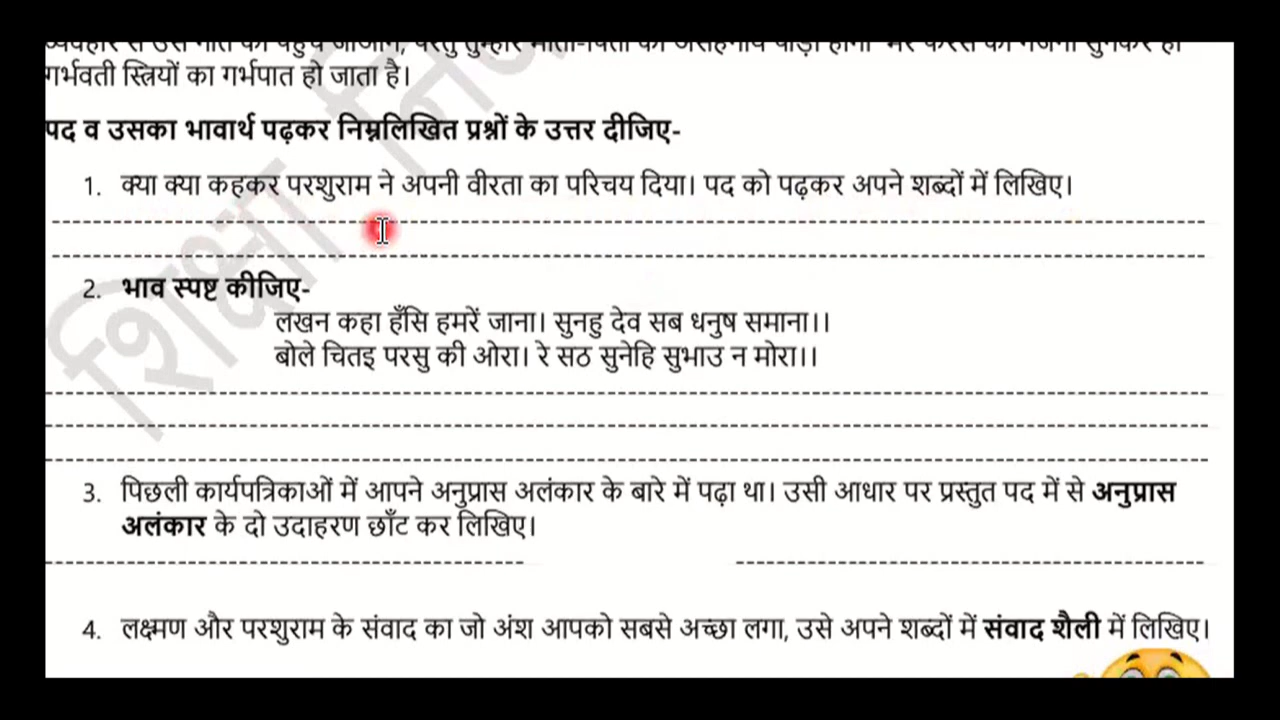 गर्भवती स्त्रियों का गर्भपात हो जाता है।
पद व उसका भावार्थ पढ़कर निम्नलिखित प्रश्नों के उत्तर दीजिए-
1. क्या क्या कहकर परशुराम ने अपनी वीरता का परिचय दिया। पद को पढ़कर अपने शब्दों में लिखिए।
2. भाव स्पष्ट कीजिए-
लखन कहा हँसि हमरें जाना। सुनहु देव सब धनुष समाना।।
बोले चितइ परसु की ओरा। रे सठ सुनेहि सुभाउ न मोरा।।
3. पिछली कार्यपत्रिकाओं में आपने अनुप्रास अलंकार के बारे में पढ़ा था। उसी आधार पर प्रस्तुत पद में से अनुप्रास
अलंकार के दो उदाहरण छाँट कर लिखिए।
4. लक्ष्मण और परशुराम के संवाद का जो अंश आपको सबसे अच्छा लगा, उसे अपने शब्दों में संवाद शैली में लिखिए।
शिक्षा